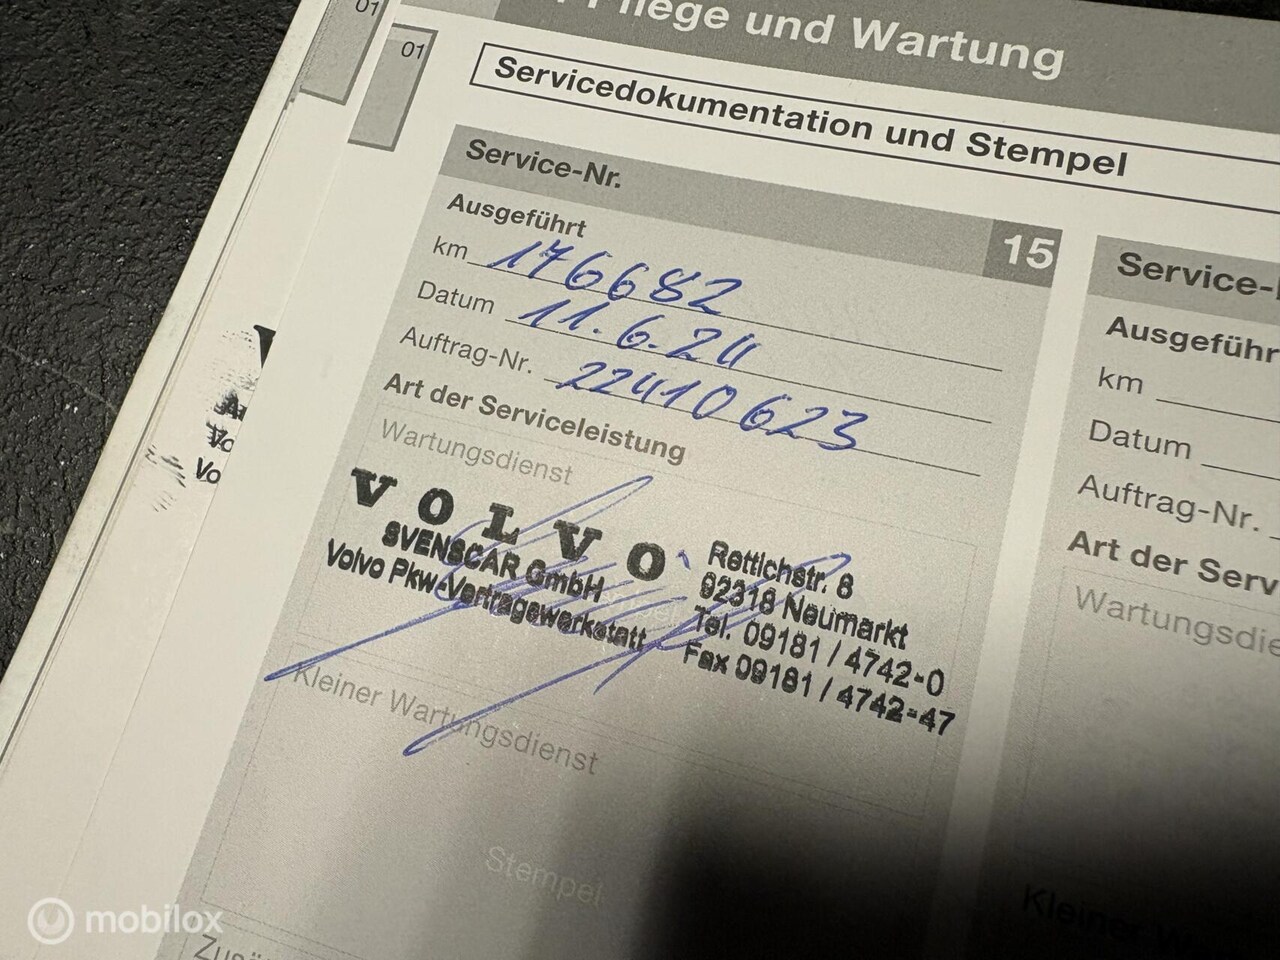 01
01
Pflege und Wartung
Servicedokumentation und Stempel
Service-Nr.
15
Ausgeführt
km 176682
Datum 11.6.24
Auftrag-Nr. 22410623
Art der Serviceleistung
Wartungsdienst
VOLVO
SVENSCAR GmbH
Volvo Pkw-Vertragswerkstatt
Rettichstr. 8
92318 Neumarkt
Tel. 09181 / 4742-0
Fax 09181 / 4742-47
Kleiner Wartungsdienst
Stempel
Service-
Ausgeführ
km
Datum
Auftrag-Nr.
Art der Serv
Wartungsdie
Kleiner W
Vo
mobilox